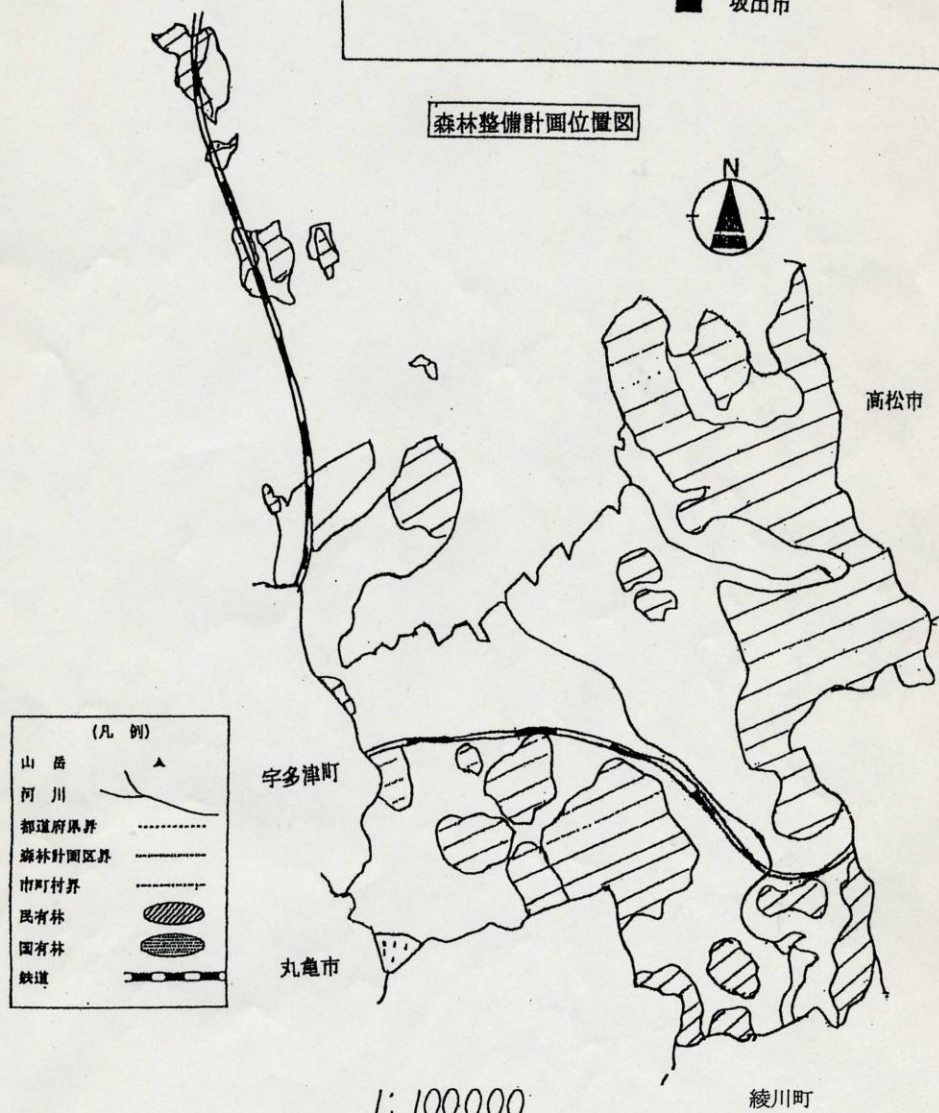 坂出市
森林整備計画位置図
N
高松市
(凡例)
山岳
河川
都道府県界
森林計画区界
市町村界
民有林
国有林
鉄道
宇多津町
丸亀市
綾川町
1:100000